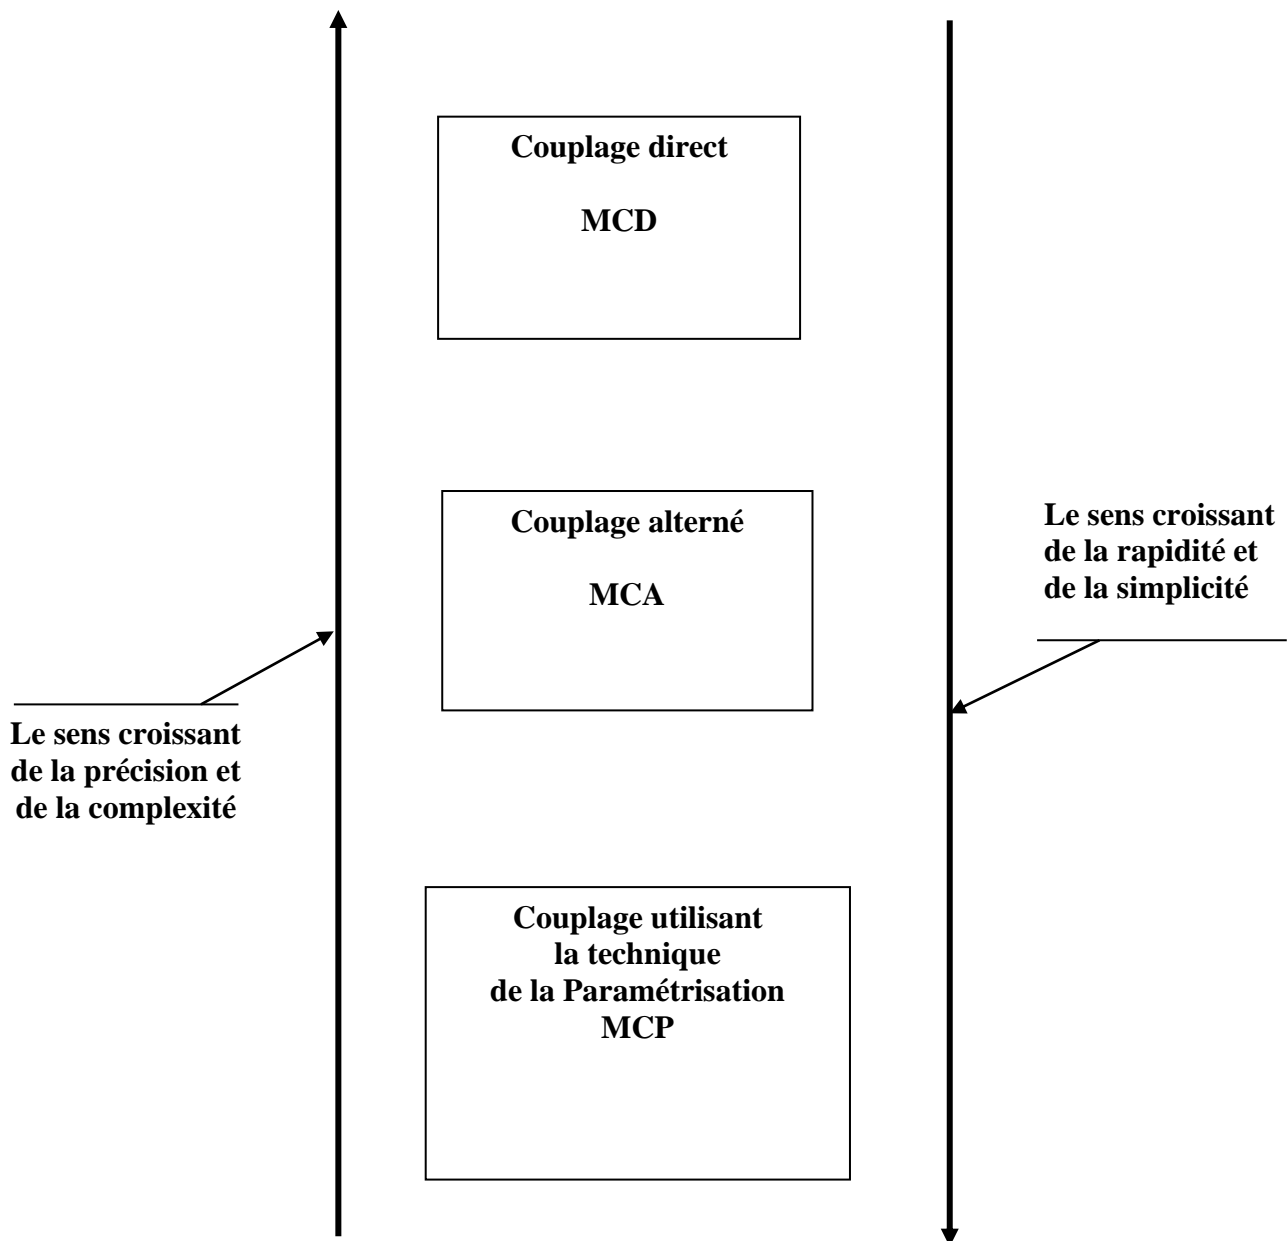 Couplage direct
MCD
Couplage alterné
MCA
Le sens croissant
de la rapidité et
de la simplicité
Le sens croissant
de la précision et
de la complexité
Couplage utilisant
la technique
de la Paramétrisation
MCP